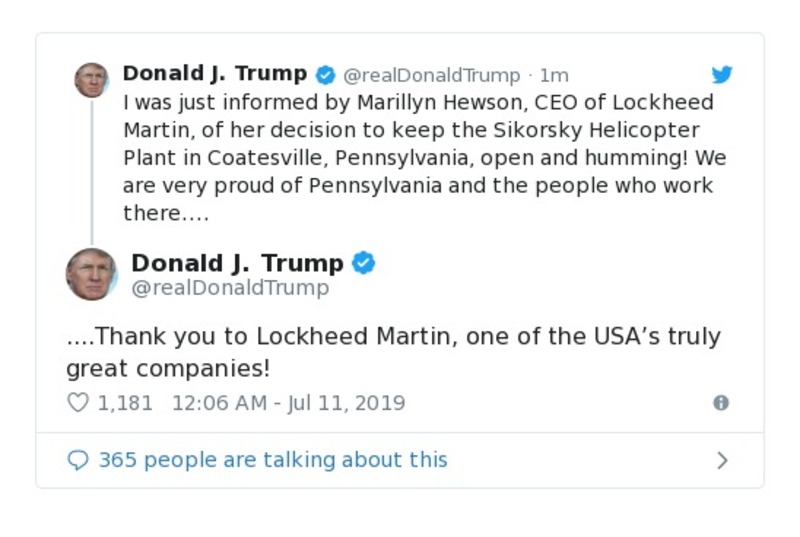 Donald J. Trump @realDonaldTrump · 1m
I was just informed by Marillyn Hewson, CEO of Lockheed
Martin, of her decision to keep the Sikorsky Helicopter
Plant in Coatesville, Pennsylvania, open and humming! We
are very proud of Pennsylvania and the people who work
there….
Donald J. Trump
@realDonaldTrump
....Thank you to Lockheed Martin, one of the USA’s truly
great companies!
1,181 12:06 AM - Jul 11, 2019
365 people are talking about this